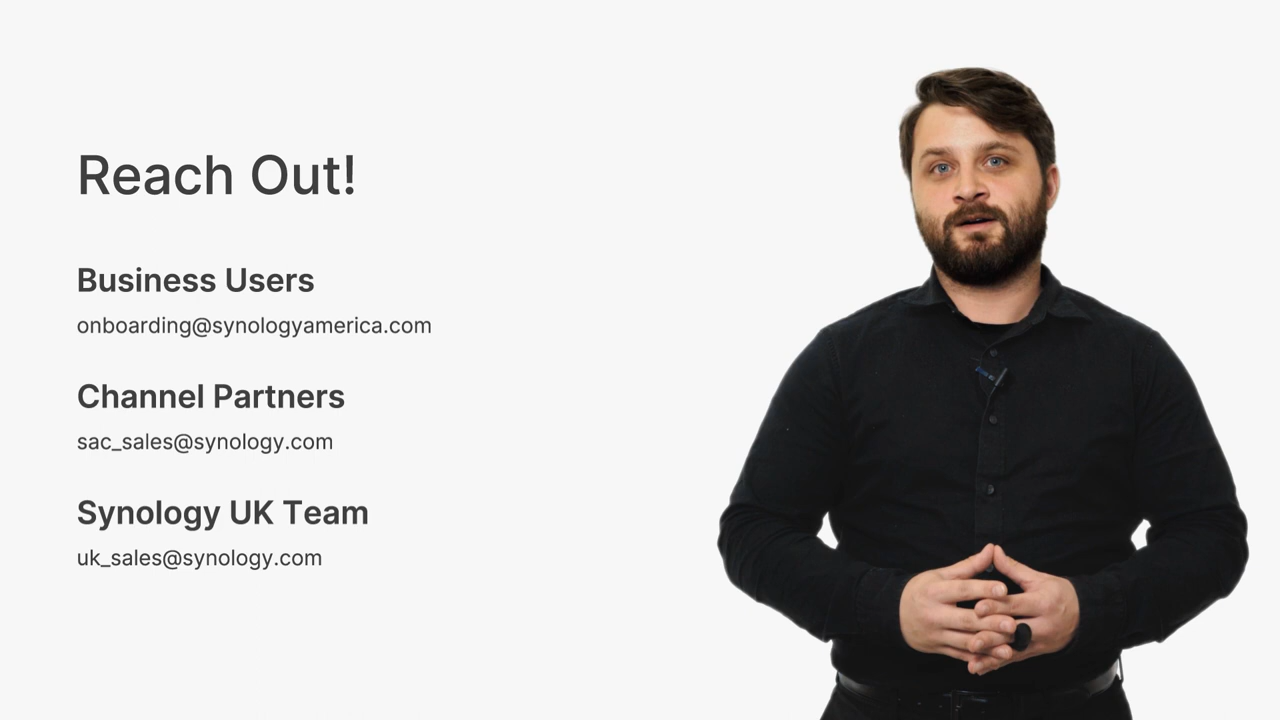 Reach Out!
Business Users
onboarding@synologyamerica.com
Channel Partners
sac_sales@synology.com
Synology UK Team
uk_sales@synology.com